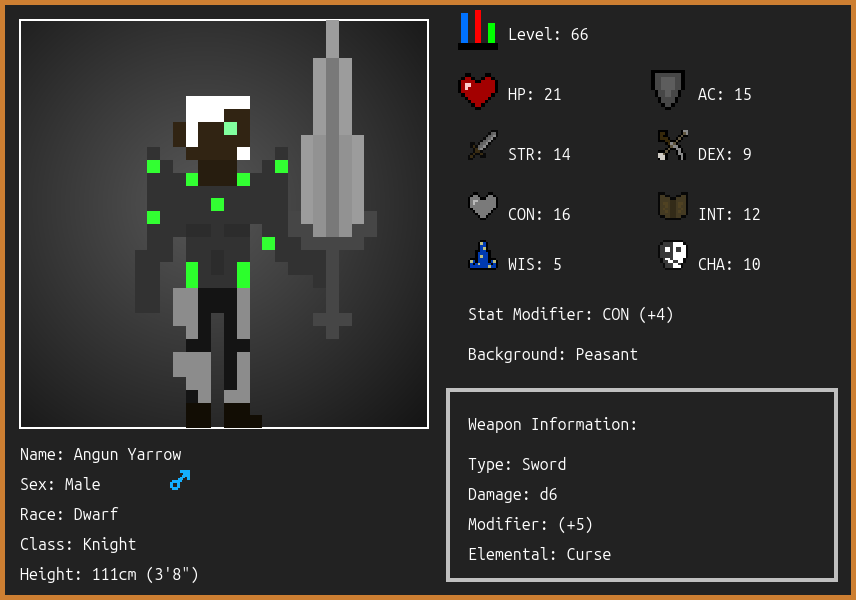 Level: 66
HP: 21
AC: 15
STR: 14
DEX: 9
CON: 16
INT: 12
WIS: 5
CHA: 10
Stat Modifier: CON (+4)
Background: Peasant
Name: Angun Yarrow
Sex: Male
Race: Dwarf
Class: Knight
Height: 111cm (3'8")
Weapon Information:
Type: Sword
Damage: d6
Modifier: (+5)
Elemental: Curse